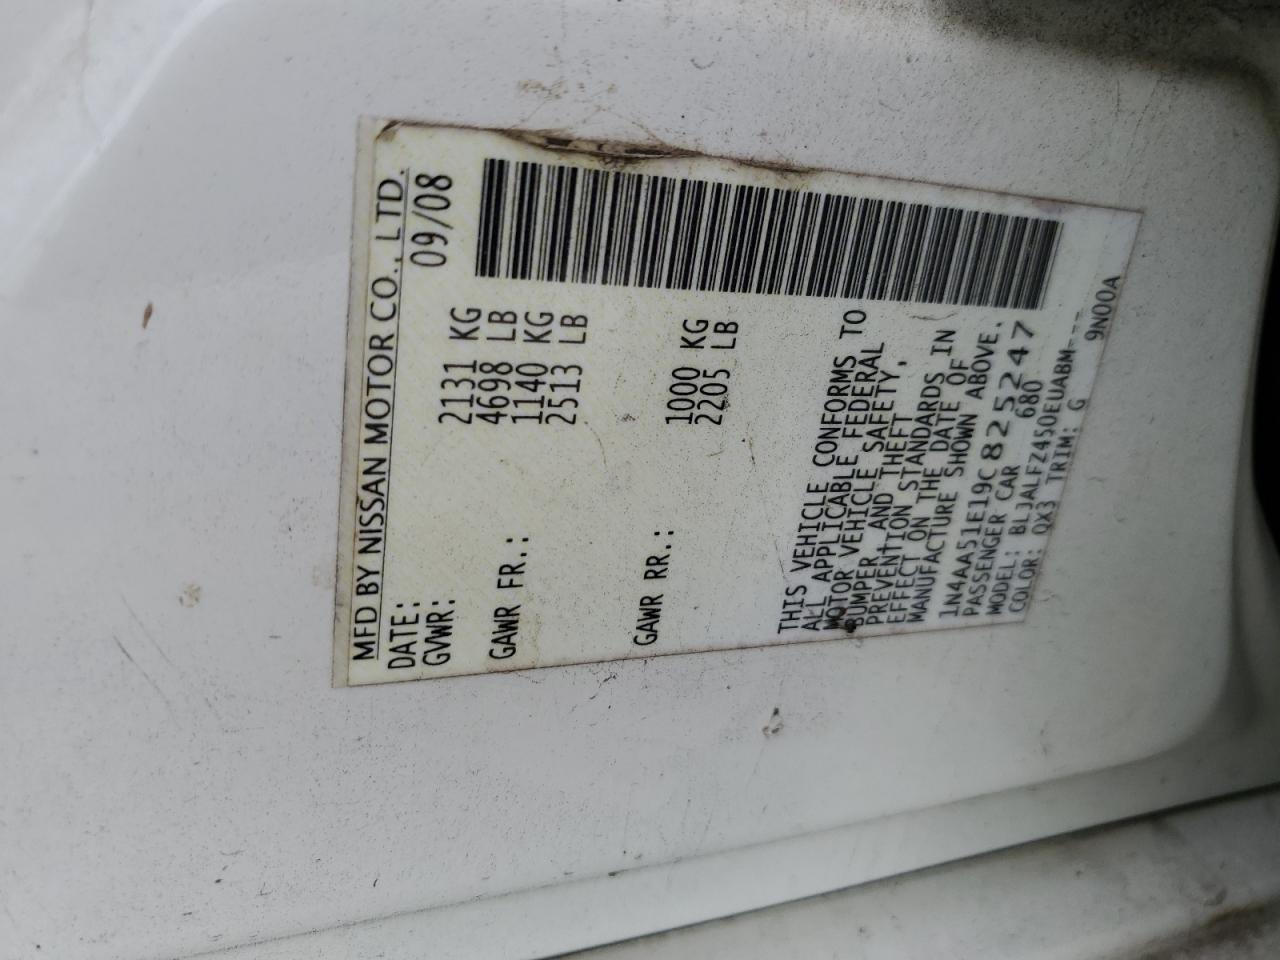 MFD BY NISSAN MOTOR CO., LTD.
DATE: 09/08
GVWR: 2131 KG
4698 LB
GAWR FR.: 1140 KG
2513 LB
GAWR RR.: 1000 KG
2205 LB
THIS VEHICLE CONFORMS TO
ALL APPLICABLE FEDERAL
MOTOR VEHICLE SAFETY,
BUMPER AND THEFT
PREVENTION STANDARDS IN
EFFECT ON THE DATE OF
MANUFACTURE SHOWN ABOVE.
1N4AA51E19C825247
PASSENGER CAR 680
MODEL: BLJALFZ450EUABM---
COLOR: QX3 TRIM: G 9N00A